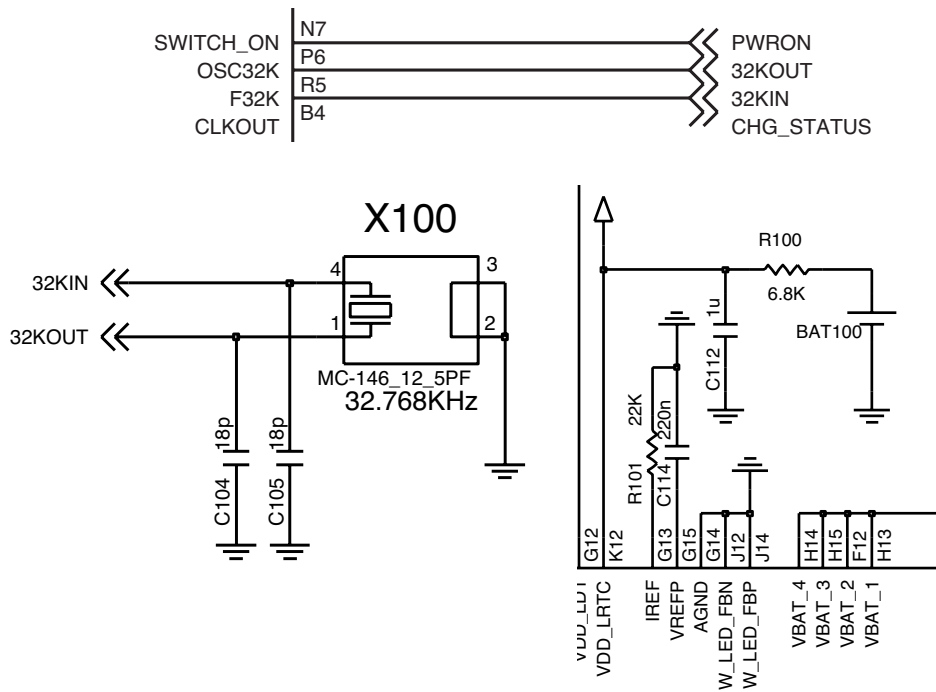 SWITCH_ON N7 PWRON
OSC32K P6 32KOUT
F32K R5 32KIN
CLKOUT B4 CHG_STATUS
X100
32KIN 4 3
32KOUT 1 2
MC-146_12_5PF
32.768KHz
18p
C104
18p
C105
R100
6.8K
BAT100
1u
C112
22K
R101
220n
C114
G12
K12
G13
G15
G14
J12
J14
H14
H15
F12
H13
VDD_LRTC
IREF
VREFP
AGND
W_LED_FBN
W_LED_FBP
VBAT_4
VBAT_3
VBAT_2
VBAT_1